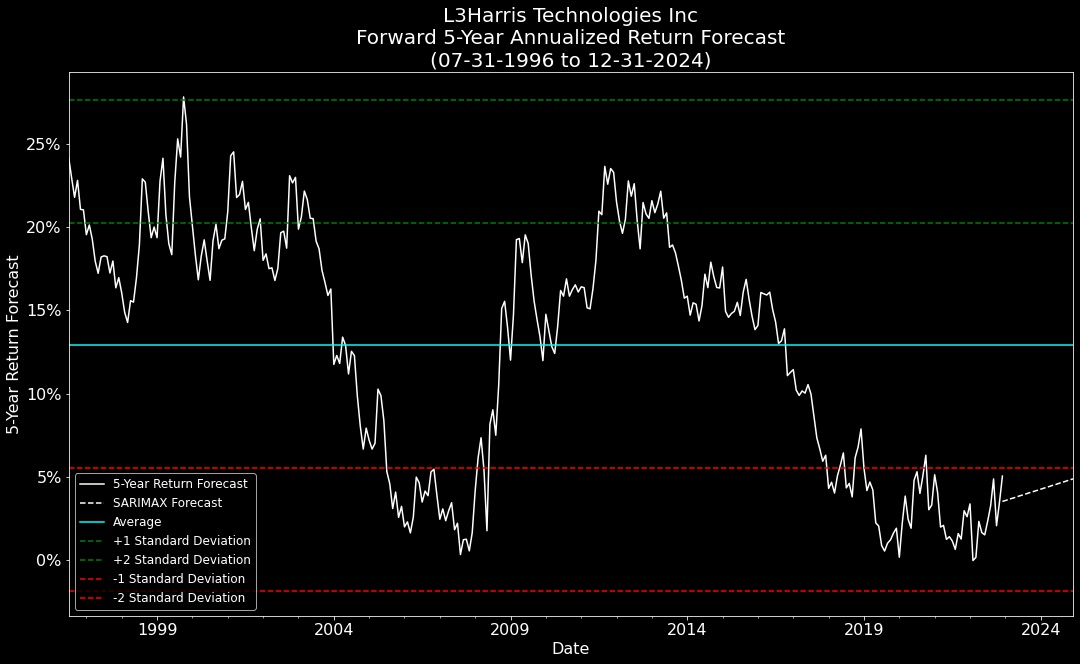 L3Harris Technologies Inc
Forward 5-Year Annualized Return Forecast
(07-31-1996 to 12-31-2024)
5-Year Return Forecast
25%
20%
15%
10%
5%
0%
5-Year Return Forecast
SARIMAX Forecast
Average
+1 Standard Deviation
+2 Standard Deviation
-1 Standard Deviation
-2 Standard Deviation
1999
2004
2009
2014
2019
2024
Date